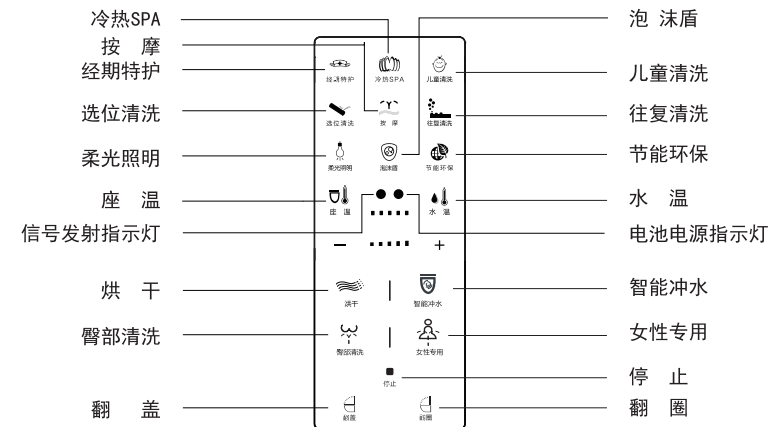 冷热SPA
按 摩
经期特护
选位清洗
柔光照明
座 温
信号发射指示灯
烘 干
臀部清洗
翻 盖
经期特护 冷热SPA 儿童清洗
选位清洗 按 摩 往复清洗
柔光照明 泡沫盾 节能环保
座 温 水 温
− +
烘干 智能冲水
臀部清洗 女性专用
停止
翻盖 翻圈
泡 沫盾
儿童清洗
往复清洗
节能环保
水 温
电池电源指示灯
智能冲水
女性专用
停 止
翻 圈